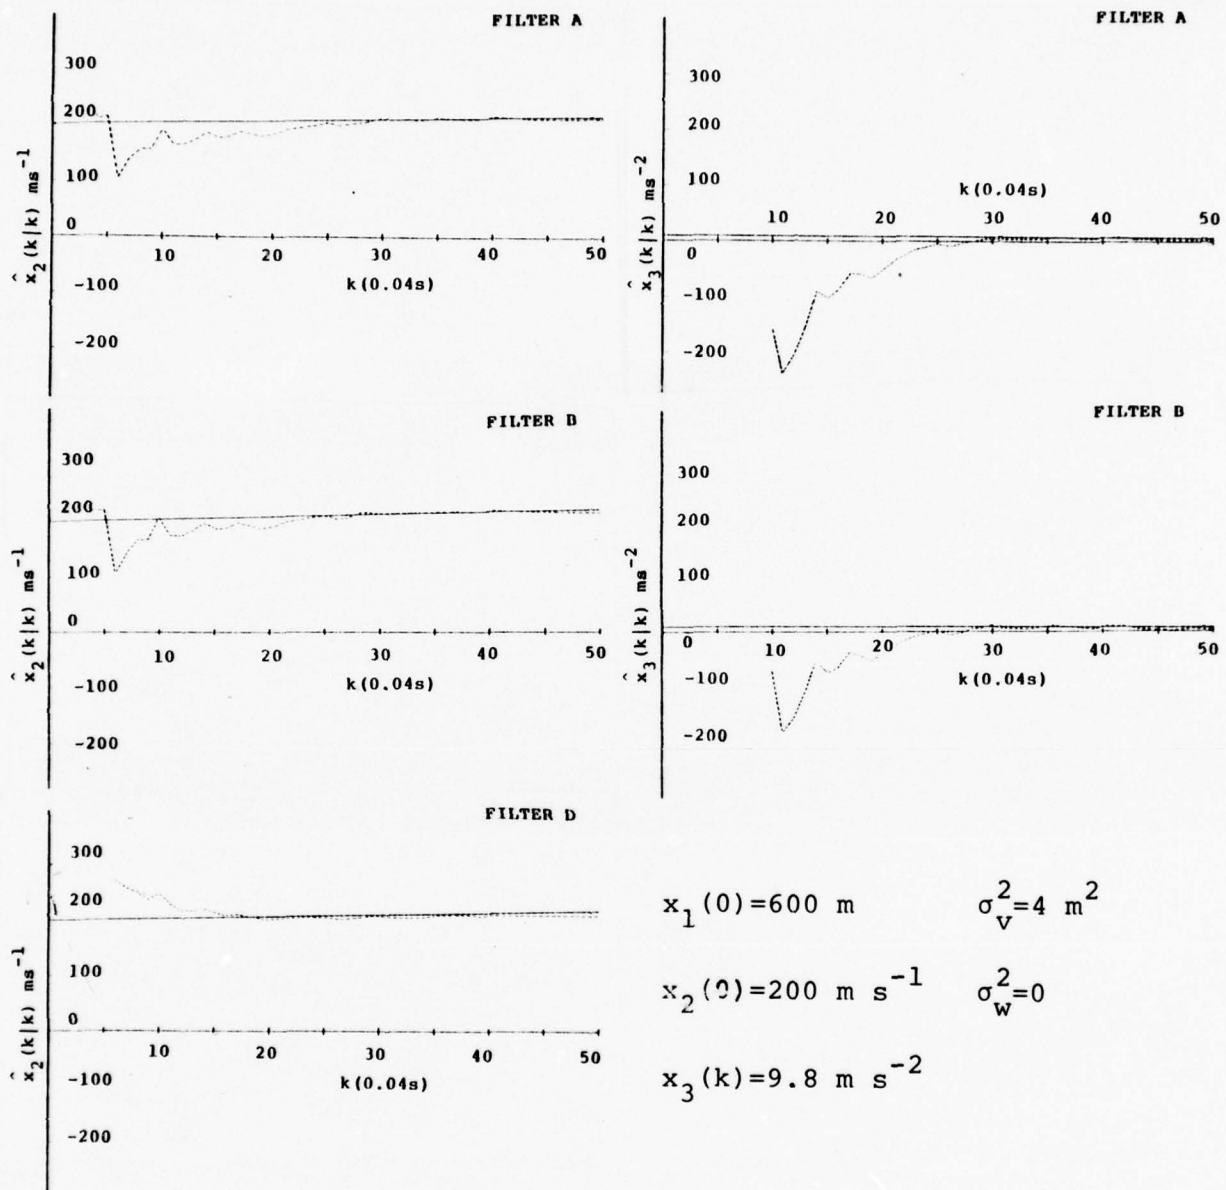 FILTER A
300
200
100
0
-100
-200
10 20 30 40 50
k(0.04s)
x̂₂(k|k) ms⁻¹
FILTER A
300
200
100
k(0.04s)
10 20 30 40 50
0
-100
-200
x̂₃(k|k) ms⁻²
FILTER B
300
200
100
0
10 20 30 40 50
k(0.04s)
-100
-200
x̂₂(k|k) ms⁻¹
FILTER B
300
200
100
0
10 20 30 40 50
k(0.04s)
-100
-200
x̂₃(k|k) ms⁻²
FILTER D
300
200
100
0
10 20 30 40 50
k(0.04s)
-100
-200
x̂₂(k|k) ms⁻¹
x₁(0)=600 m σᵥ²=4 m²
x₂(0)=200 m s⁻¹ σ_w²=0
x₃(k)=9.8 m s⁻²